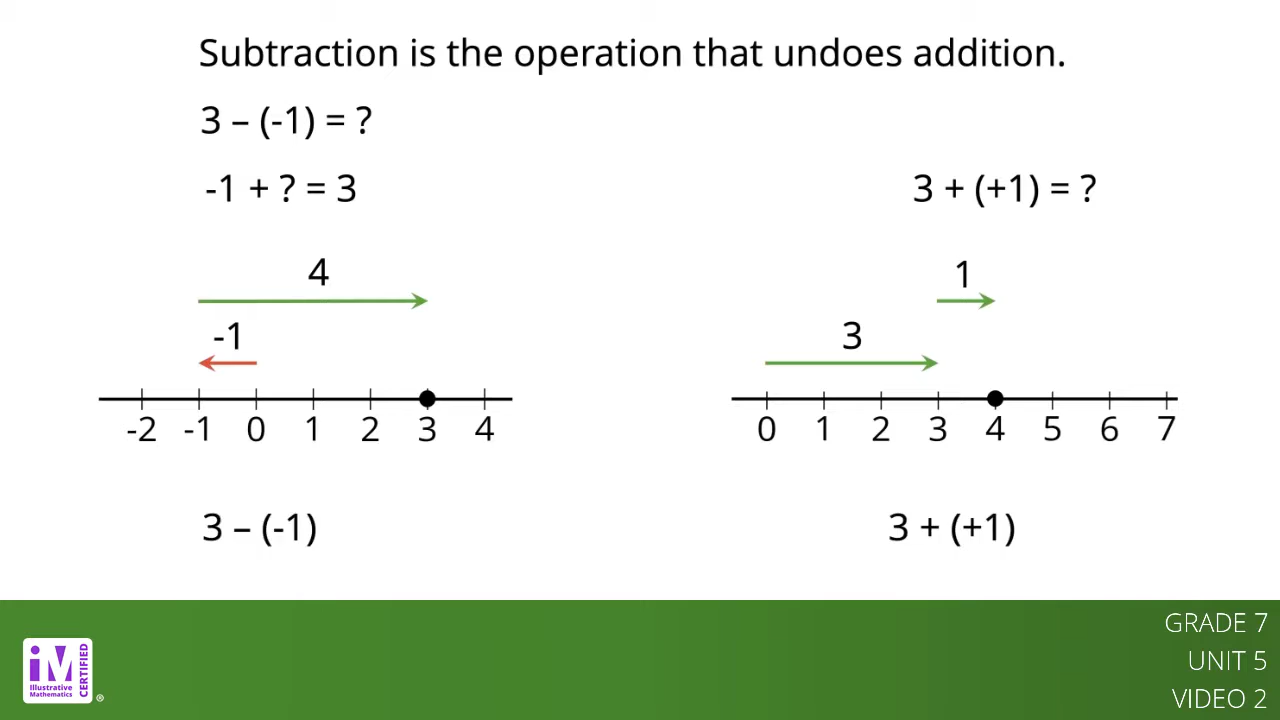 Subtraction is the operation that undoes addition.
3 – (-1) = ?
-1 + ? = 3
3 + (+1) = ?
4
-1
-2 -1 0 1 2 3 4
1
3
0 1 2 3 4 5 6 7
3 – (-1)
3 + (+1)
GRADE 7
UNIT 5
VIDEO 2
iM
Illustrative
Mathematics
CERTIFIED
®